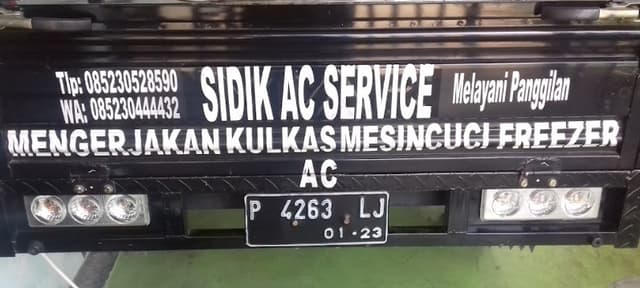 Tlp: 085230528590
WA: 085230444432
SIDIK AC SERVICE
Melayani Panggilan
MENGERJAKAN KULKAS MESINCUCI FREEZER
AC
P 4263 LJ
01-23